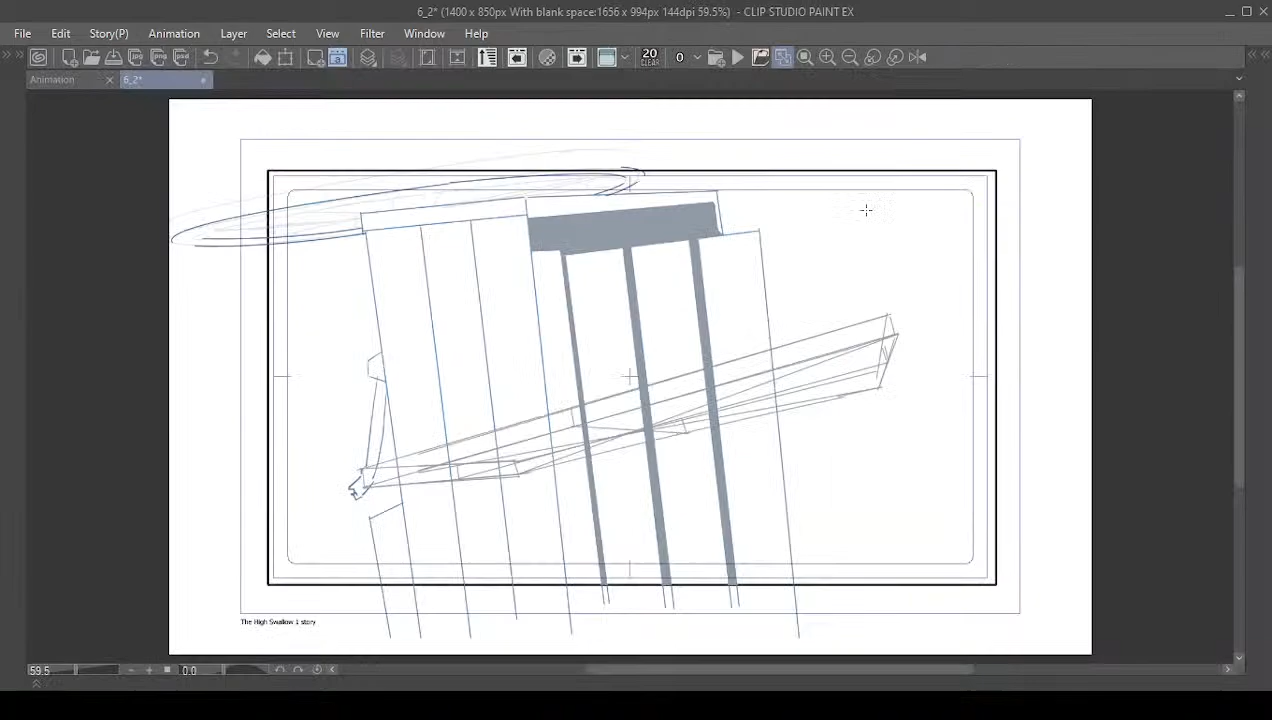 6_2* (1400 x 850px With blank space:1656 x 994px 144dpi 59.5%) - CLIP STUDIO PAINT EX
File Edit Story(P) Animation Layer Select View Filter Window Help
20 CLEAR 0
Animation 6_2*
The High Swallow 1 story
59.5 0.0